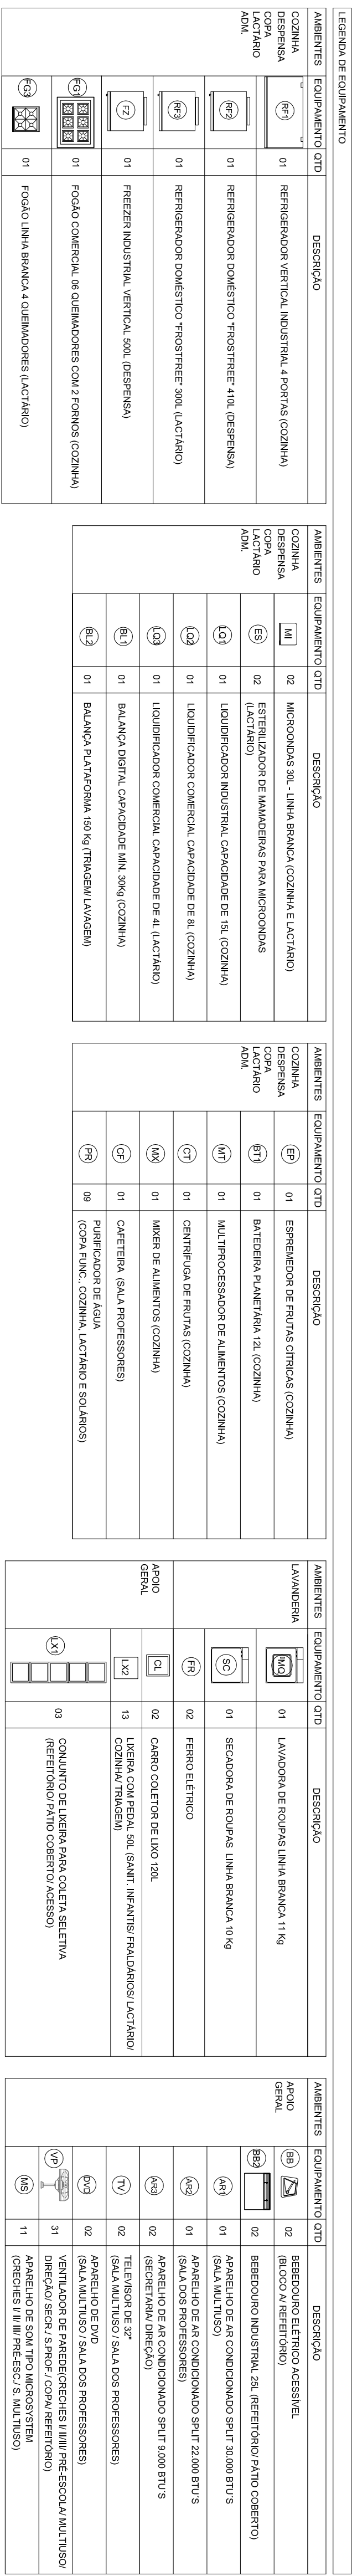 LEGENDA DE EQUIPAMENTO
AMBIENTES EQUIPAMENTO QTD DESCRIÇÃO
COZINHA
DESPENSA
COPA
LACTÁRIO
ADM.
RF1 01 REFRIGERADOR VERTICAL INDUSTRIAL 4 PORTAS (COZINHA)
RF2 01 REFRIGERADOR DOMÉSTICO "FROSTFREE" 410L (DESPENSA)
RF3 01 REFRIGERADOR DOMÉSTICO "FROSTFREE" 300L (LACTÁRIO)
FZ 01 FREEZER INDUSTRIAL VERTICAL 500L (DESPENSA)
FG1 01 FOGÃO COMERCIAL 06 QUEIMADORES COM 2 FORNOS (COZINHA)
FG3 01 FOGÃO LINHA BRANCA 4 QUEIMADORES (LACTÁRIO)
AMBIENTES EQUIPAMENTO QTD DESCRIÇÃO
COZINHA
DESPENSA
COPA
LACTÁRIO
ADM.
MI 02 MICROONDAS 30L - LINHA BRANCA (COZINHA E LACTÁRIO)
ES 02 ESTERILIZADOR DE MAMADEIRAS PARA MICROONDAS
(LACTÁRIO)
LQ1 01 LIQUIDIFICADOR INDUSTRIAL CAPACIDADE DE 15L (COZINHA)
LQ2 01 LIQUIDIFICADOR COMERCIAL CAPACIDADE DE 8L (COZINHA)
LQ3 01 LIQUIDIFICADOR COMERCIAL CAPACIDADE DE 4L (LACTÁRIO)
BL1 01 BALANÇA DIGITAL CAPACIDADE MÍN. 30Kg (COZINHA)
BL2 01 BALANÇA PLATAFORMA 150 Kg (TRIAGEM/ LAVAGEM)
AMBIENTES EQUIPAMENTO QTD DESCRIÇÃO
COZINHA
DESPENSA
COPA
LACTÁRIO
ADM.
EP 01 ESPREMEDOR DE FRUTAS CÍTRICAS (COZINHA)
BT1 01 BATEDEIRA PLANETÁRIA 12L (COZINHA)
MT 01 MULTIPROCESSADOR DE ALIMENTOS (COZINHA)
CT 01 CENTRÍFUGA DE FRUTAS (COZINHA)
MX 01 MIXER DE ALIMENTOS (COZINHA)
CF 01 CAFETEIRA (SALA PROFESSORES)
PR 09 PURIFICADOR DE ÁGUA
(COPA FUNC., COZINHA, LACTÁRIO E SOLÁRIOS)
AMBIENTES EQUIPAMENTO QTD DESCRIÇÃO
LAVANDERIA
MQ 01 LAVADORA DE ROUPAS LINHA BRANCA 11 Kg
SC 01 SECADORA DE ROUPAS LINHA BRANCA 10 Kg
FR 02 FERRO ELÉTRICO
APOIO
GERAL
CL 02 CARRO COLETOR DE LIXO 120L
LX2 13 LIXEIRA COM PEDAL 50L (SANIT. INFANTIS/ FRALDÁRIOS/ LACTÁRIO/
COZINHA/ TRIAGEM)
LX1 03 CONJUNTO DE LIXEIRA PARA COLETA SELETIVA
(REFEITÓRIO/ PÁTIO COBERTO/ ACESSO)
AMBIENTES EQUIPAMENTO QTD DESCRIÇÃO
APOIO
GERAL
BB 02 BEBEDOURO ELÉTRICO ACESSÍVEL
(BLOCO A/ REFEITÓRIO)
BB2 02 BEBEDOURO INDUSTRIAL 25L (REFEITÓRIO/ PÁTIO COBERTO)
AR1 01 APARELHO DE AR CONDICIONADO SPLIT 30.000 BTU´S
(SALA MULTIUSO)
AR2 01 APARELHO DE AR CONDICIONADO SPLIT 22.000 BTU´S
(SALA DOS PROFESSORES)
AR3 02 APARELHO DE AR CONDICIONADO SPLIT 9.000 BTU´S
(SECRETARIA/ DIREÇÃO)
TV 02 TELEVISOR DE 32"
(SALA MULTIUSO / SALA DOS PROFESSORES)
DVD 02 APARELHO DE DVD
(SALA MULTIUSO / SALA DOS PROFESSORES)
VP 31 VENTILADOR DE PAREDE(CRECHES I/ II/III/ PRÉ-ESCOLA/ MULTIUSO/
DIREÇÃO/ SECR./ S.PROF./ COPA/ REFEITÓRIO)
MS 11 APARELHO DE SOM TIPO MICROSYSTEM
(CRECHES I/ II/ III/ PRÉ-ESC./ S. MULTIUSO)